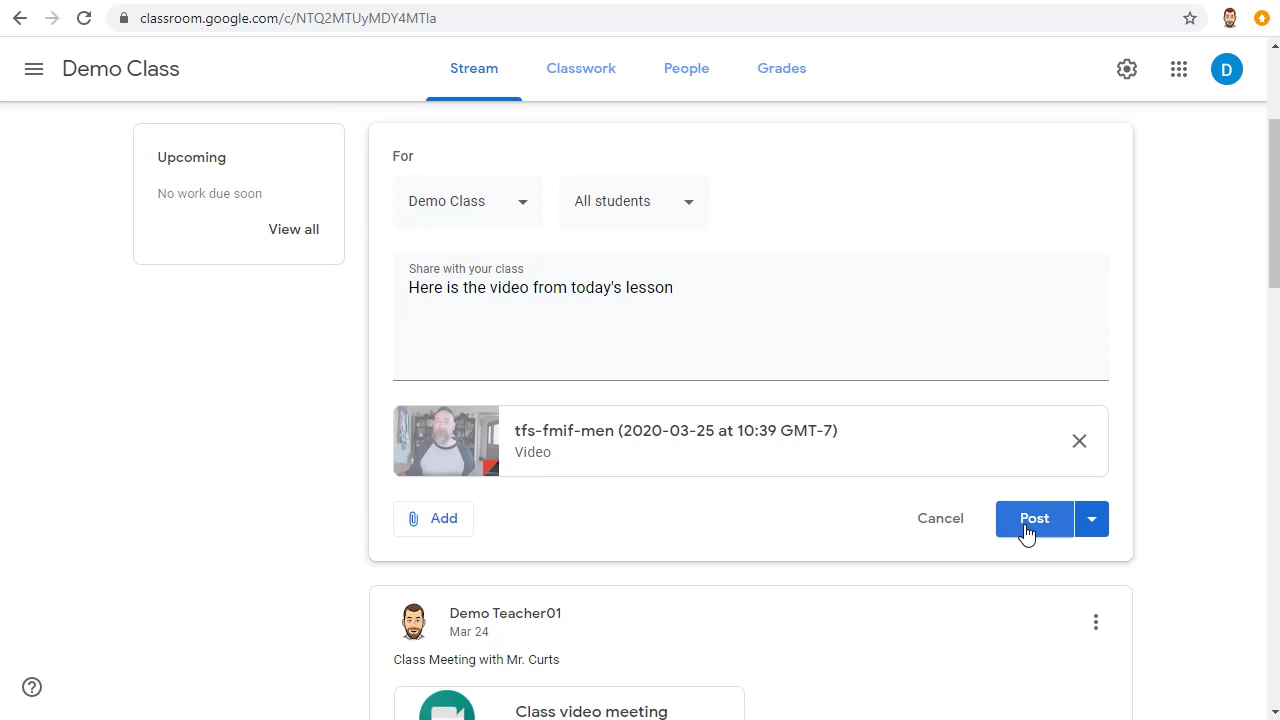 classroom.google.com/c/NTQ2MTUyMDY4MTIa
Demo Class
Stream
Classwork
People
Grades
D
Upcoming
No work due soon
View all
For
Demo Class
All students
Share with your class
Here is the video from today's lesson
tfs-fmif-men (2020-03-25 at 10:39 GMT-7)
Video
Add
Cancel
Post
Demo Teacher01
Mar 24
Class Meeting with Mr. Curts
Class video meeting